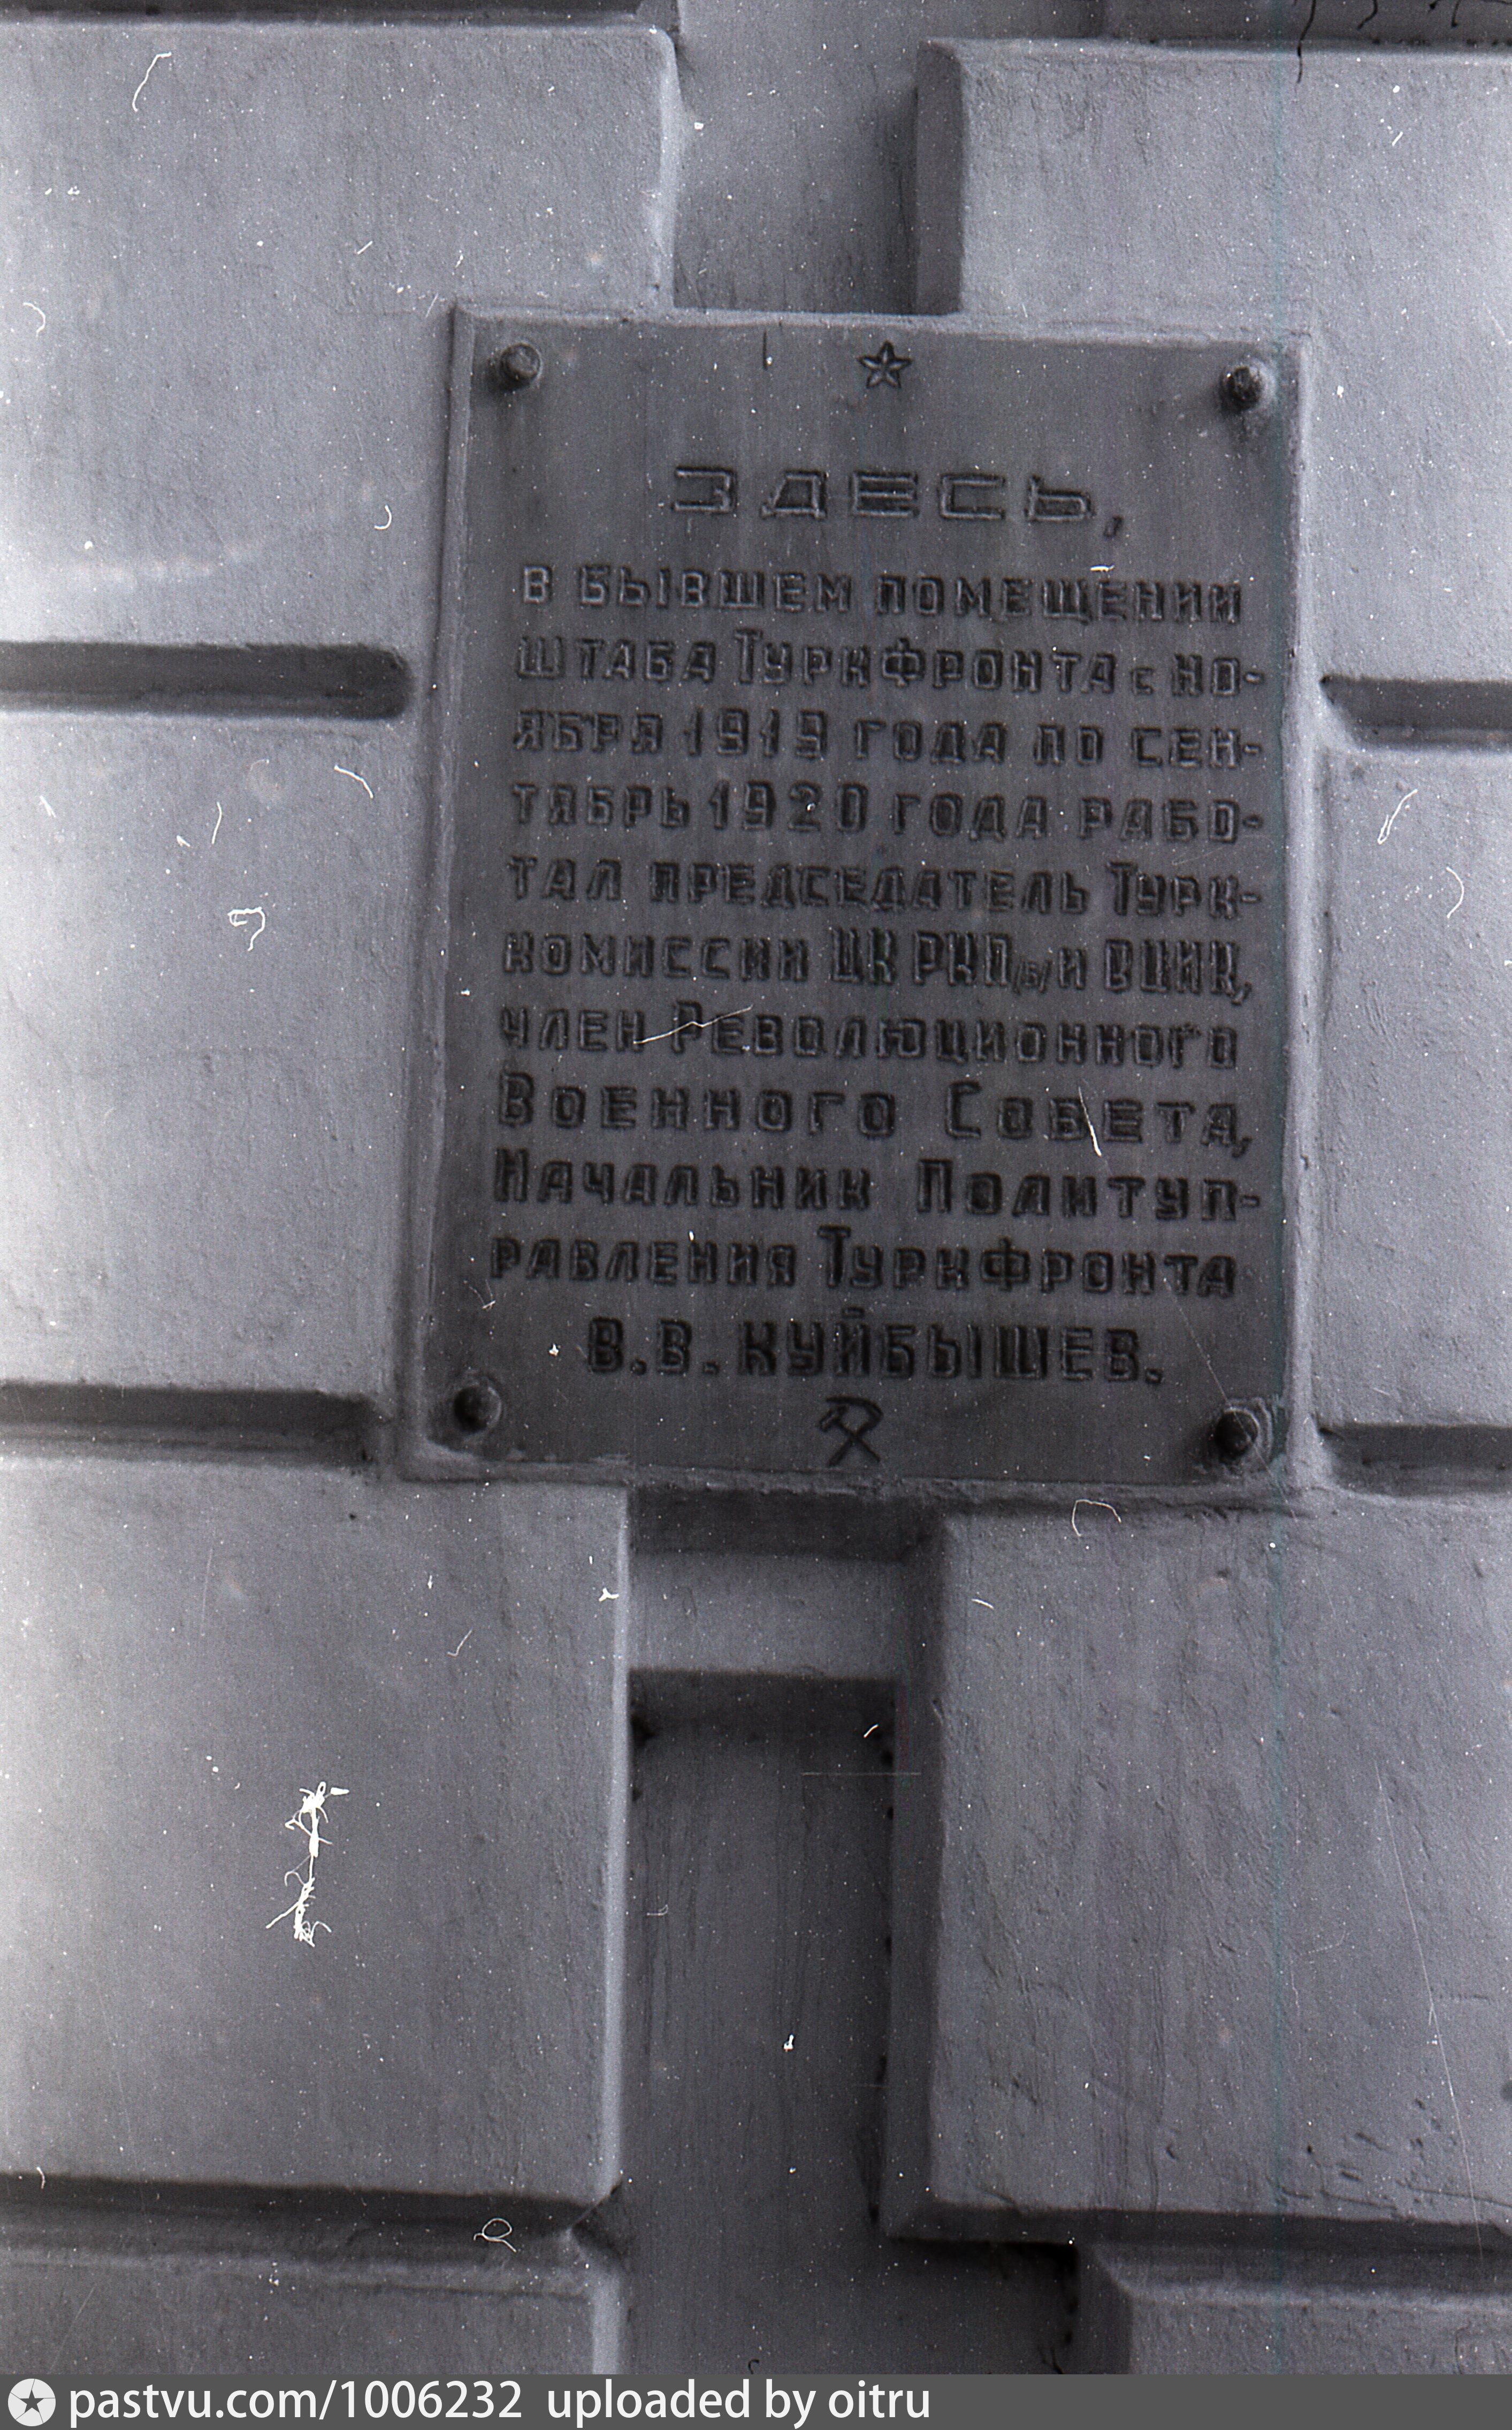 ЗДЕСЬ,
В БЫВШЕМ ПОМЕЩЕНИИ
ШТАБА ТУРКФРОНТА с НО-
ЯБРЯ 1919 ГОДА ПО СЕН-
ТЯБРЬ 1920 ГОДА РАБО-
ТАЛ ПРЕДСЕДАТЕЛЬ ТУРК-
КОМИССИИ ЦК РКП/Б/ И ВЦИК,
ЧЛЕН РЕВОЛЮЦИОННОГО
ВОЕННОГО СОВЕТА,
НАЧАЛЬНИК ПОЛИТУП-
РАВЛЕНИЯ ТУРКФРОНТА
В.В. КУЙБЫШЕВ.
pastvu.com/1006232 uploaded by oitru